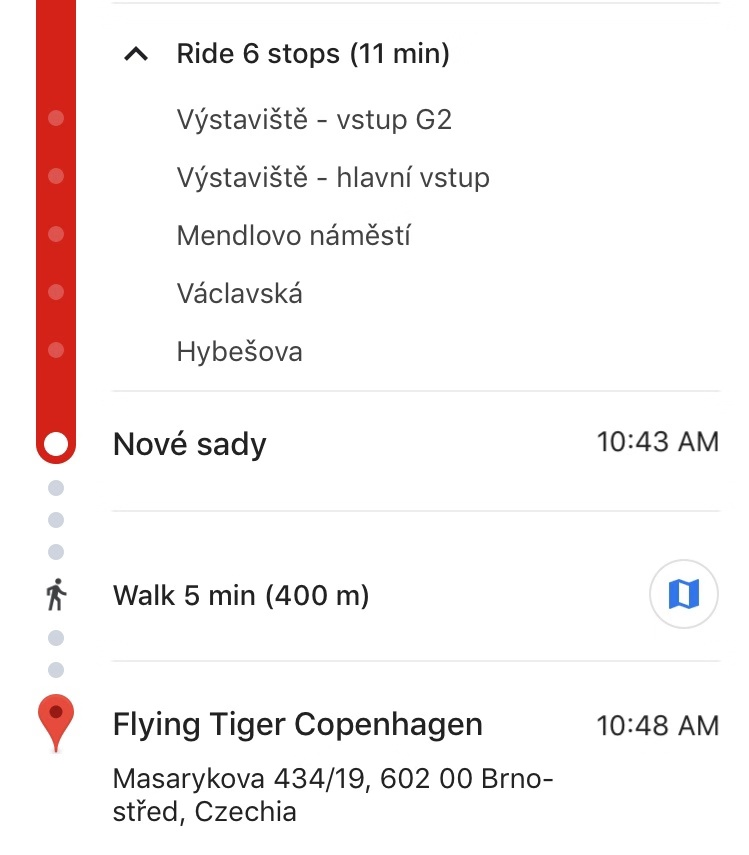 Ride 6 stops (11 min)
Výstaviště - vstup G2
Výstaviště - hlavní vstup
Mendlovo náměstí
Václavská
Hybešova
Nové sady 10:43 AM
Walk 5 min (400 m)
Flying Tiger Copenhagen 10:48 AM
Masarykova 434/19, 602 00 Brno-
střed, Czechia